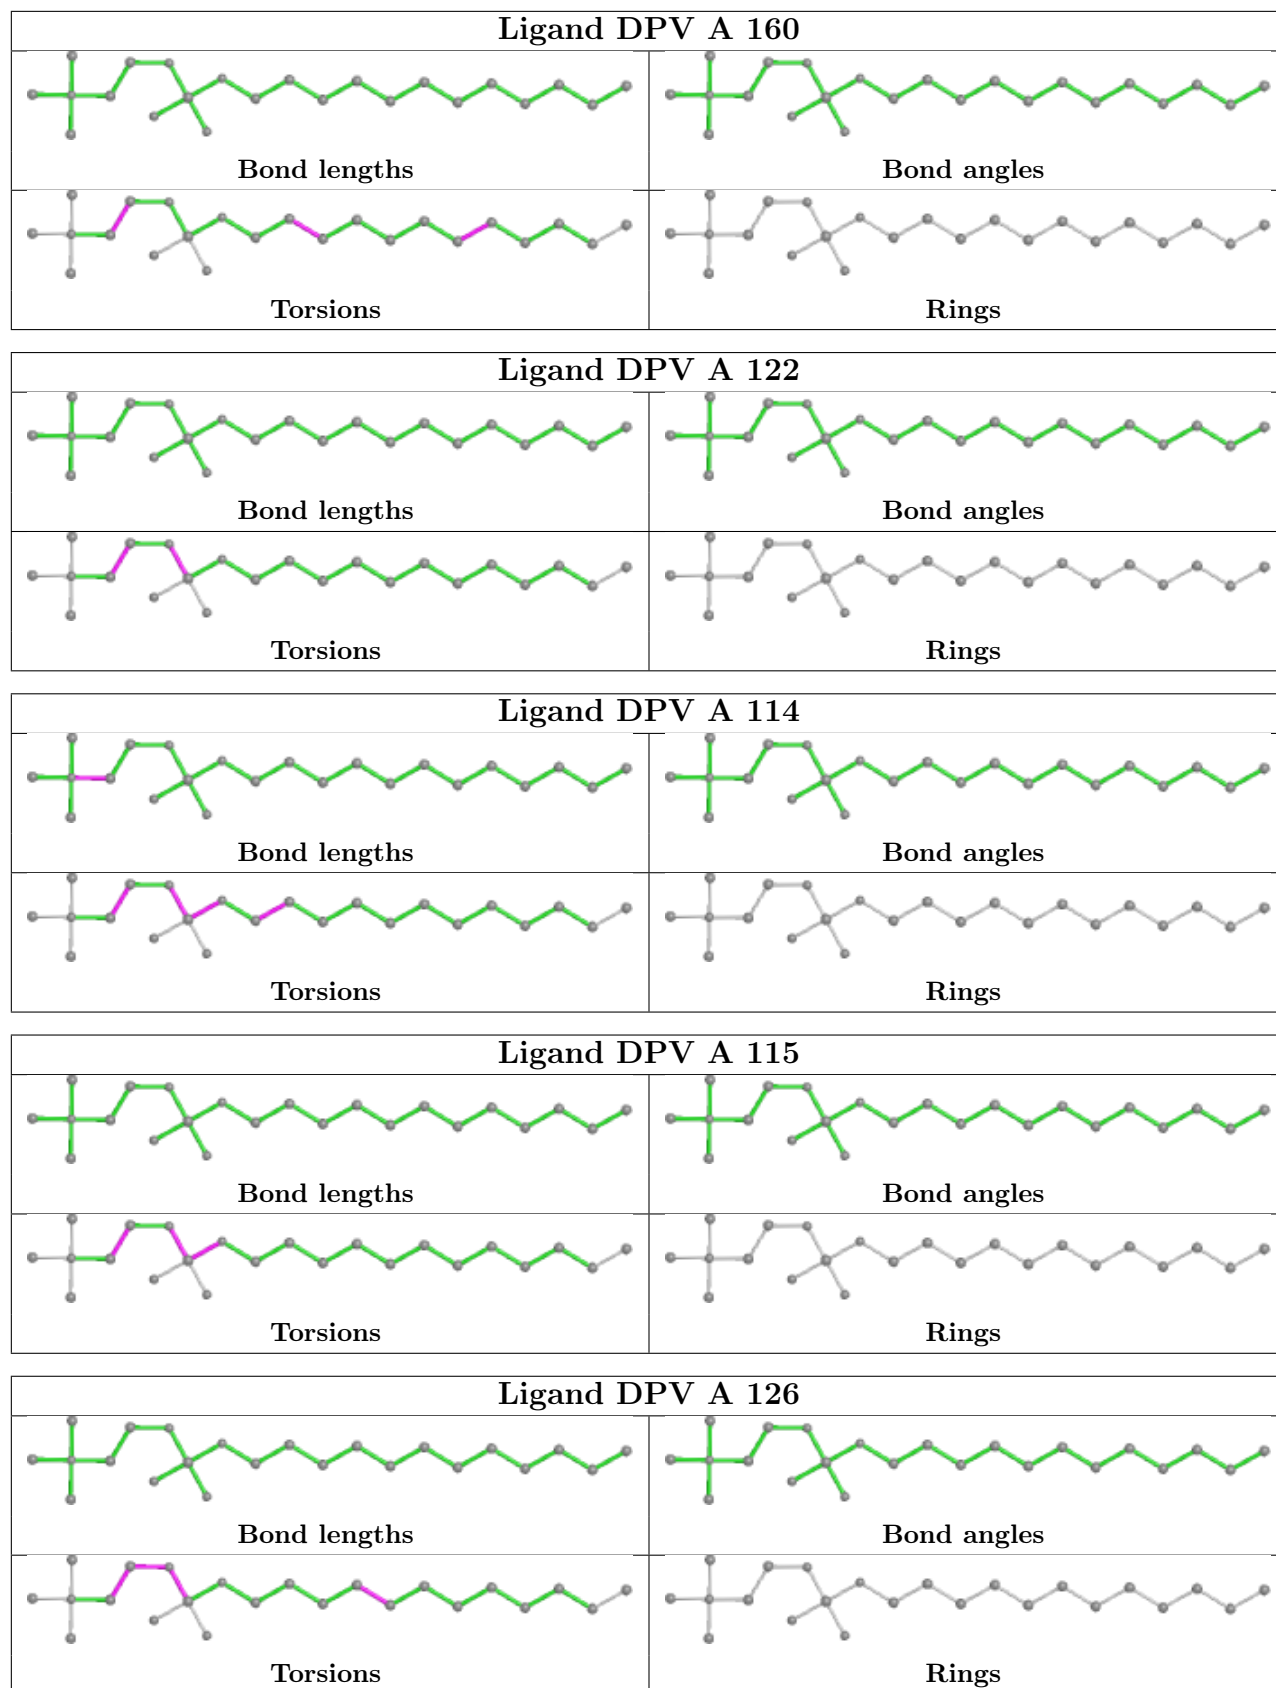 Ligand DPV A 160
Bond lengths
Bond angles
Torsions
Rings
Ligand DPV A 122
Bond lengths
Bond angles
Torsions
Rings
Ligand DPV A 114
Bond lengths
Bond angles
Torsions
Rings
Ligand DPV A 115
Bond lengths
Bond angles
Torsions
Rings
Ligand DPV A 126
Bond lengths
Bond angles
Torsions
Rings